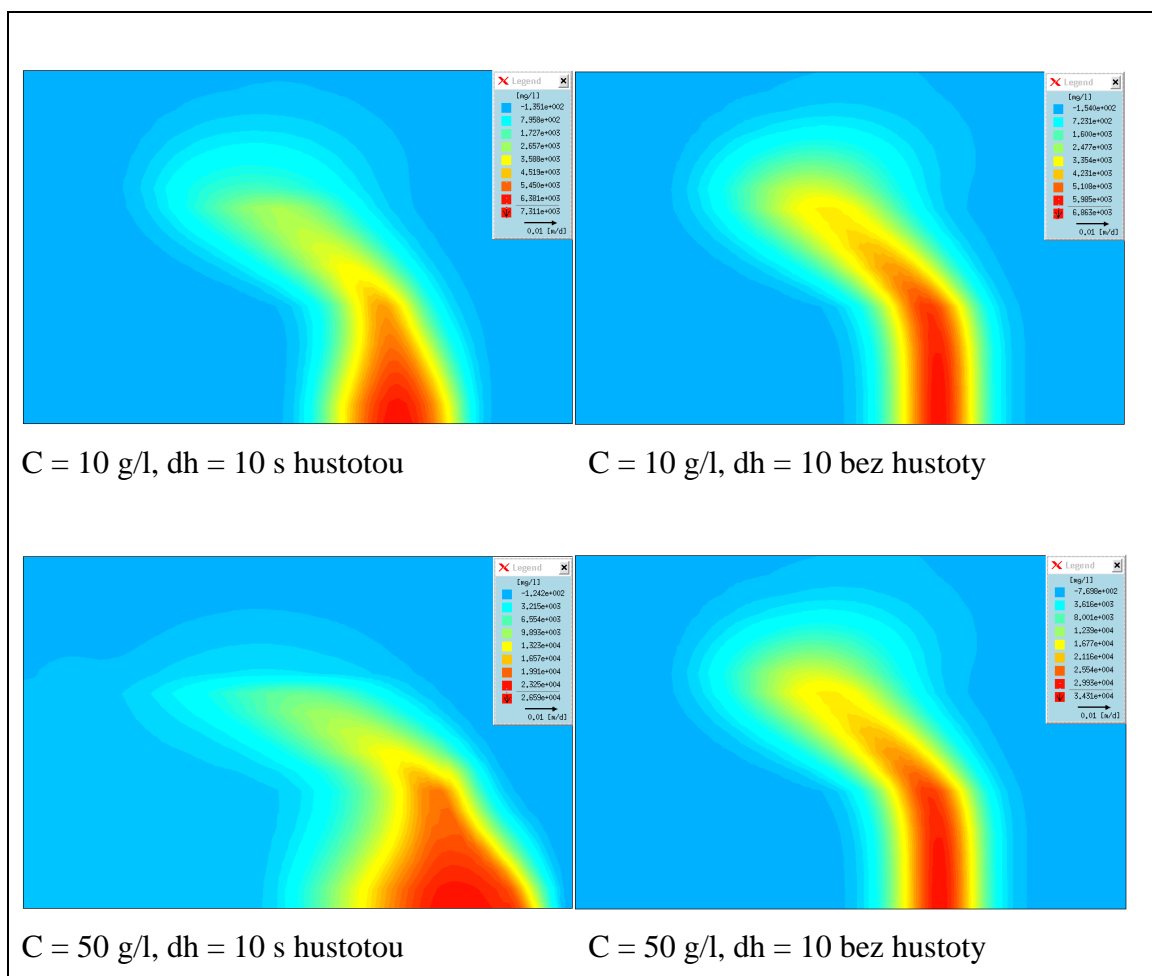 Legend
[mg/l]
-1.351e+002
7.958e+002
1.727e+003
2.657e+003
3.588e+003
4.519e+003
5.450e+003
6.381e+003
7.311e+003
0.01 [m/d]
Legend
[mg/l]
-1.540e+002
7.231e+002
1.600e+003
2.477e+003
3.354e+003
4.231e+003
5.108e+003
5.985e+003
6.863e+003
0.01 [m/d]
C = 10 g/l, dh = 10 s hustotou
C = 10 g/l, dh = 10 bez hustoty
Legend
[mg/l]
-1.242e+002
3.215e+003
6.554e+003
9.893e+003
1.323e+004
1.657e+004
1.991e+004
2.325e+004
2.659e+004
0.01 [m/d]
Legend
[mg/l]
-7.698e+002
3.616e+003
8.001e+003
1.239e+004
1.677e+004
2.116e+004
2.554e+004
2.993e+004
3.431e+004
0.01 [m/d]
C = 50 g/l, dh = 10 s hustotou
C = 50 g/l, dh = 10 bez hustoty